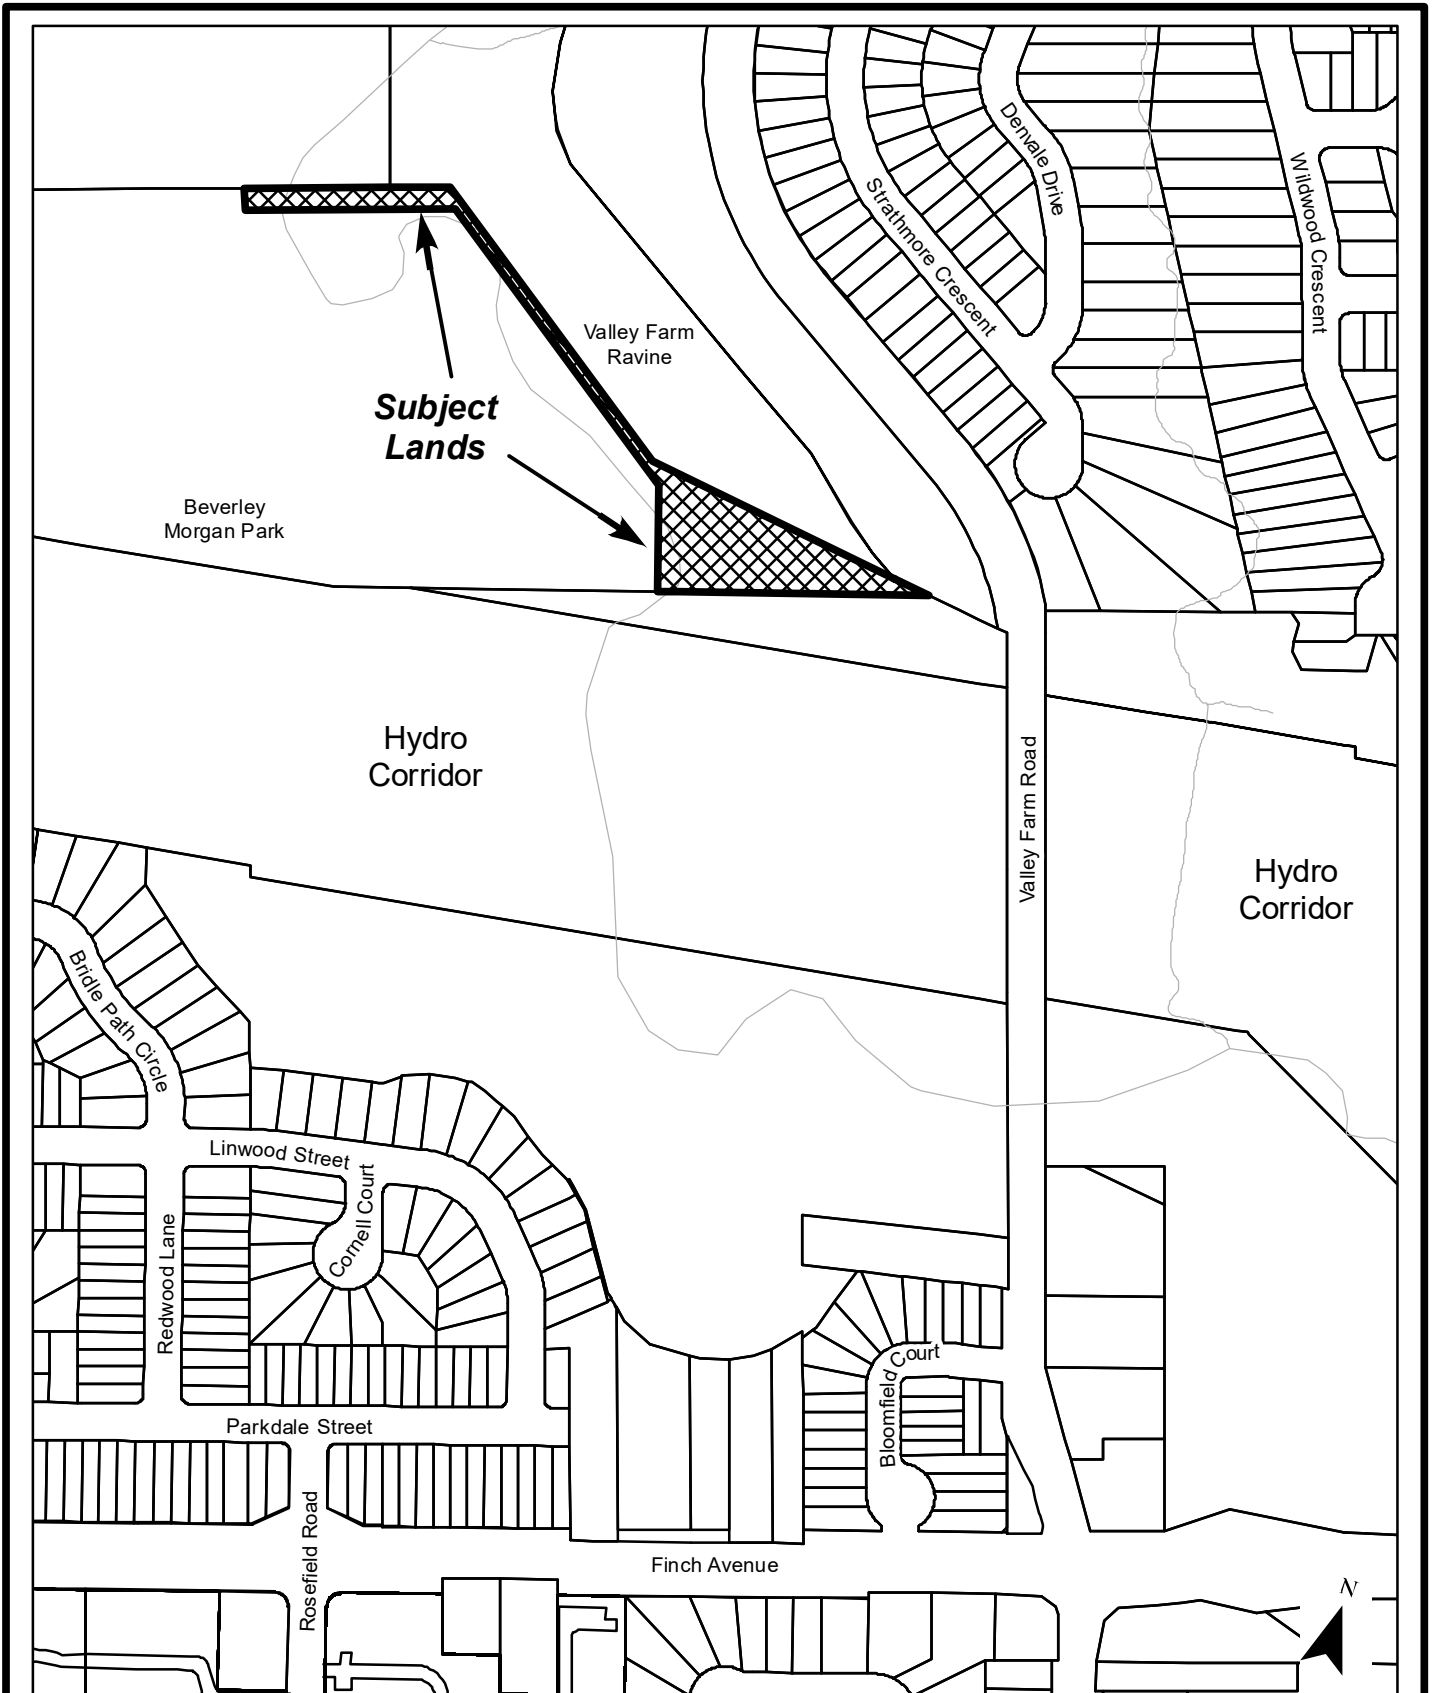 Denvale Drive
Wildwood Crescent
Strathmore Crescent
Valley Farm
Ravine
Subject
Lands
Beverley
Morgan Park
Hydro
Corridor
Valley Farm Road
Hydro
Corridor
Bridle Path Circle
Linwood Street
Cornell Court
Redwood Lane
Bloomfield Court
Parkdale Street
Rosefield Road
Finch Avenue
N